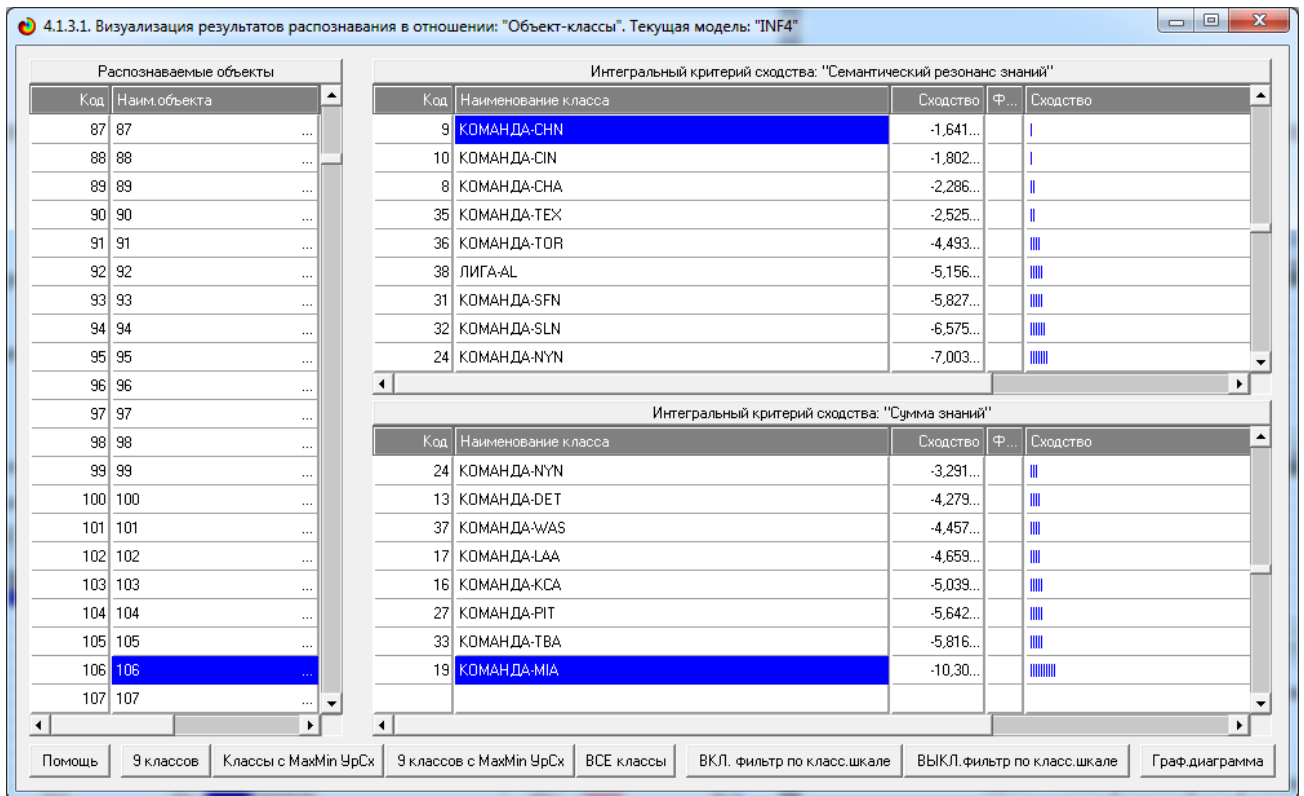 4.1.3.1. Визуализация результатов распознавания в отношении: "Объект-классы". Текущая модель: "INF4"
Распознаваемые объекты
Код Наим.объекта
87 87 ...
88 88 ...
89 89 ...
90 90 ...
91 91 ...
92 92 ...
93 93 ...
94 94 ...
95 95 ...
96 96 ...
97 97 ...
98 98 ...
99 99 ...
100 100 ...
101 101 ...
102 102 ...
103 103 ...
104 104 ...
105 105 ...
106 106 ...
107 107 ...
Интегральный критерий сходства: "Семантический резонанс знаний"
Код Наименование класса Сходство Ф... Сходство
9 КОМАНДА-CHN -1,641...
10 КОМАНДА-CIN -1,802...
8 КОМАНДА-CHA -2,286...
35 КОМАНДА-TEX -2,525...
36 КОМАНДА-TOR -4,493...
38 ЛИГА-AL -5,156...
31 КОМАНДА-SFN -5,827...
32 КОМАНДА-SLN -6,575...
24 КОМАНДА-NYN -7,003...
Интегральный критерий сходства: "Сумма знаний"
Код Наименование класса Сходство Ф... Сходство
24 КОМАНДА-NYN -3,291...
13 КОМАНДА-DET -4,279...
37 КОМАНДА-WAS -4,457...
17 КОМАНДА-LAA -4,659...
16 КОМАНДА-KCA -5,039...
27 КОМАНДА-PIT -5,642...
33 КОМАНДА-TBA -5,816...
19 КОМАНДА-MIA -10,30...
Помощь 9 классов Классы с MaxMin УрСх 9 классов с MaxMin УрСх ВСЕ классы ВКЛ. фильтр по класс.шкале ВЫКЛ.фильтр по класс.шкале Граф.диаграмма